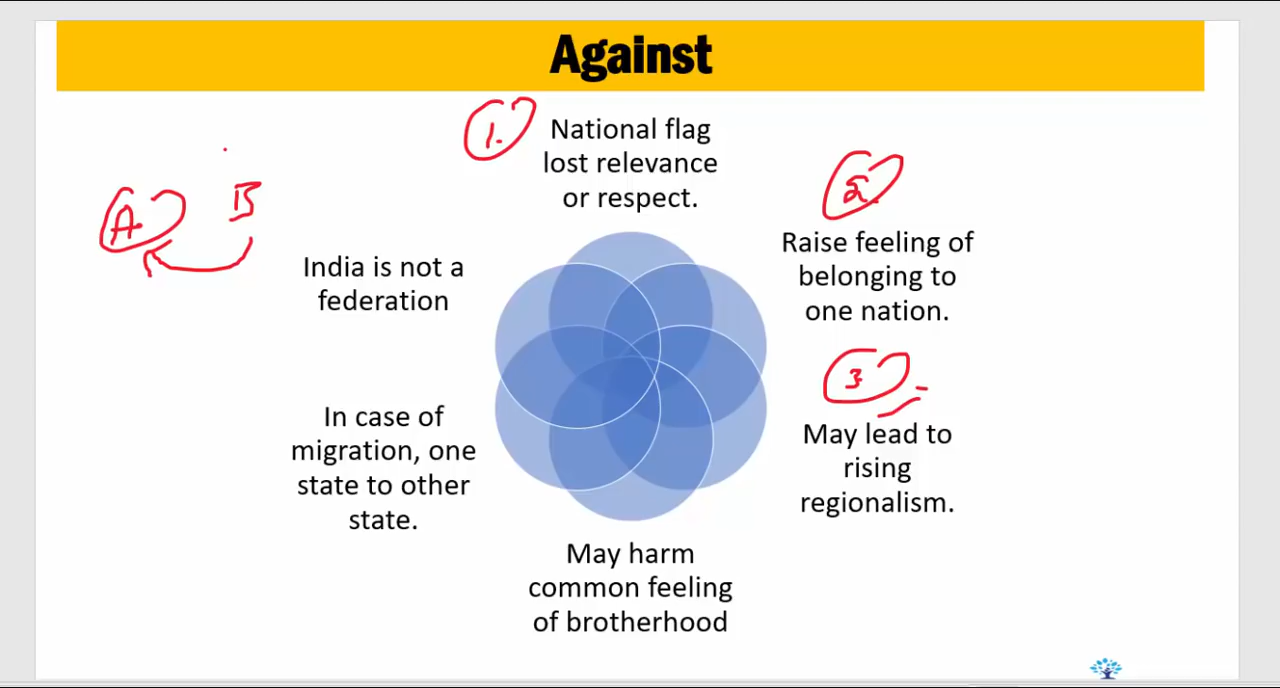 Against
1.
National flag
lost relevance
or respect.
2.
Raise feeling of
belonging to
one nation.
3
May lead to
rising
regionalism.
May harm
common feeling
of brotherhood
In case of
migration, one
state to other
state.
India is not a
federation
A B